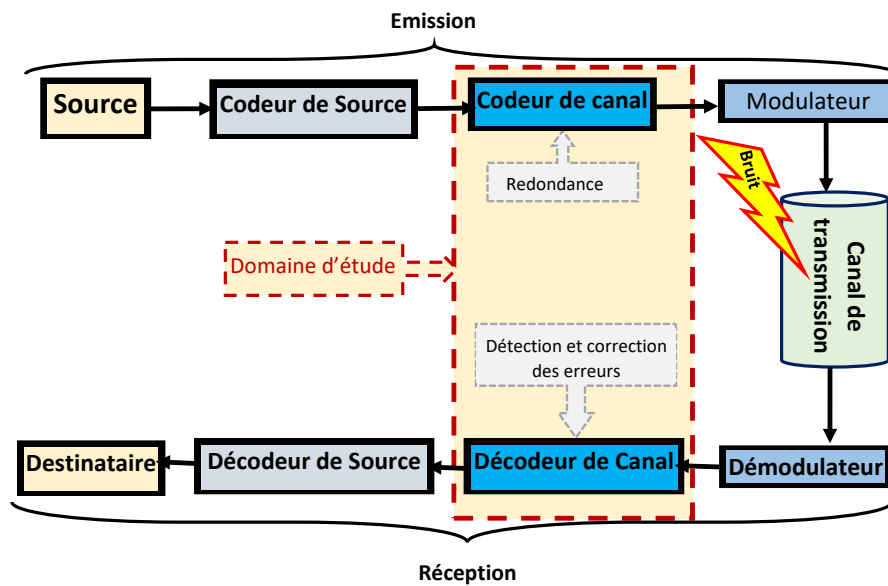 Emission
Source
Codeur de Source
Codeur de canal
Modulateur
Redondance
Bruit
Domaine d'étude
Canal de
transmission
Détection et correction
des erreurs
Destinataire
Décodeur de Source
Décodeur de Canal
Démodulateur
Réception